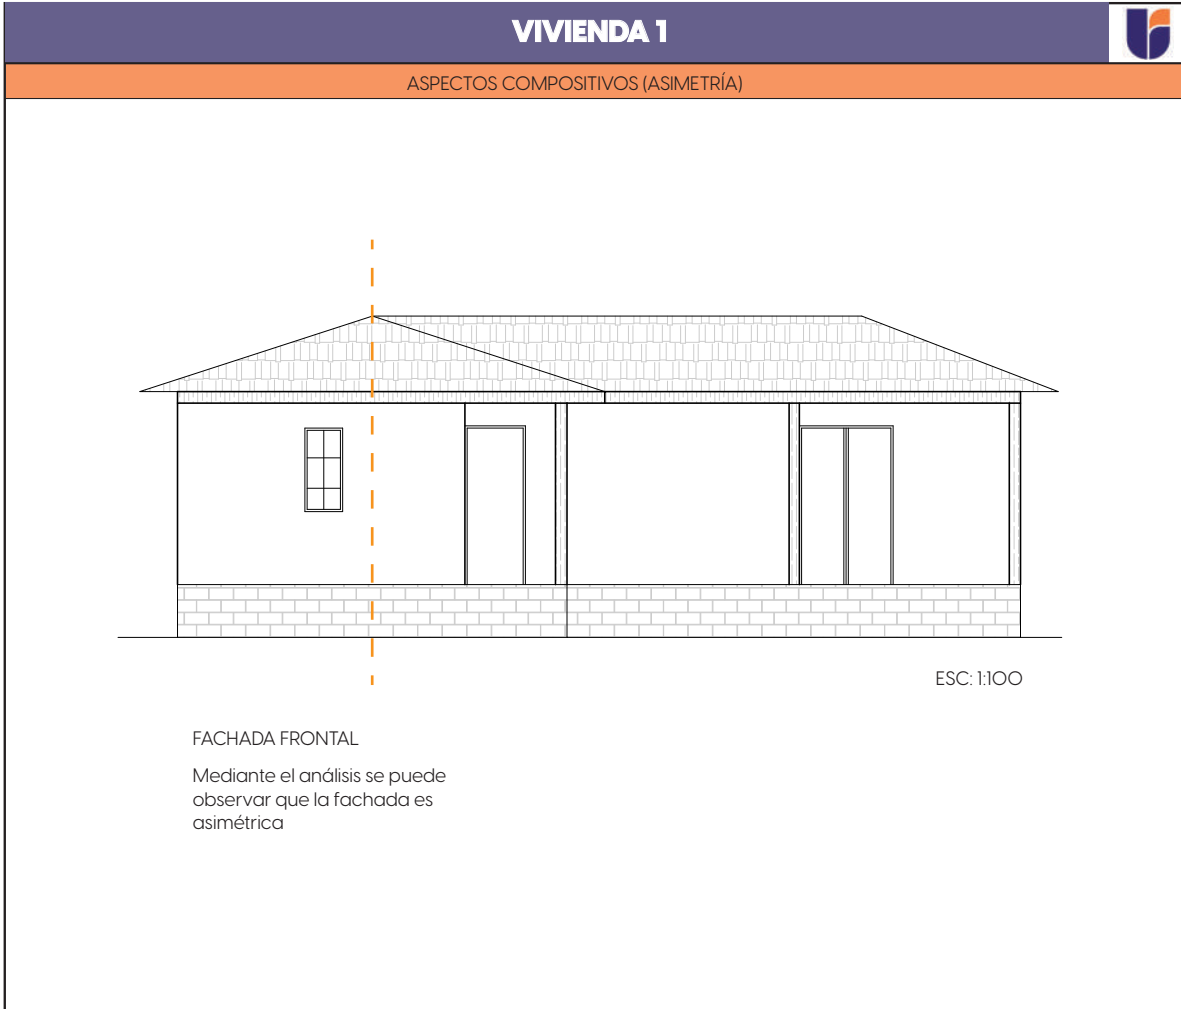 VIVIENDA 1
ASPECTOS COMPOSITIVOS (ASIMETRÍA)
ESC: 1:100
FACHADA FRONTAL
Mediante el análisis se puede
observar que la fachada es
asimétrica